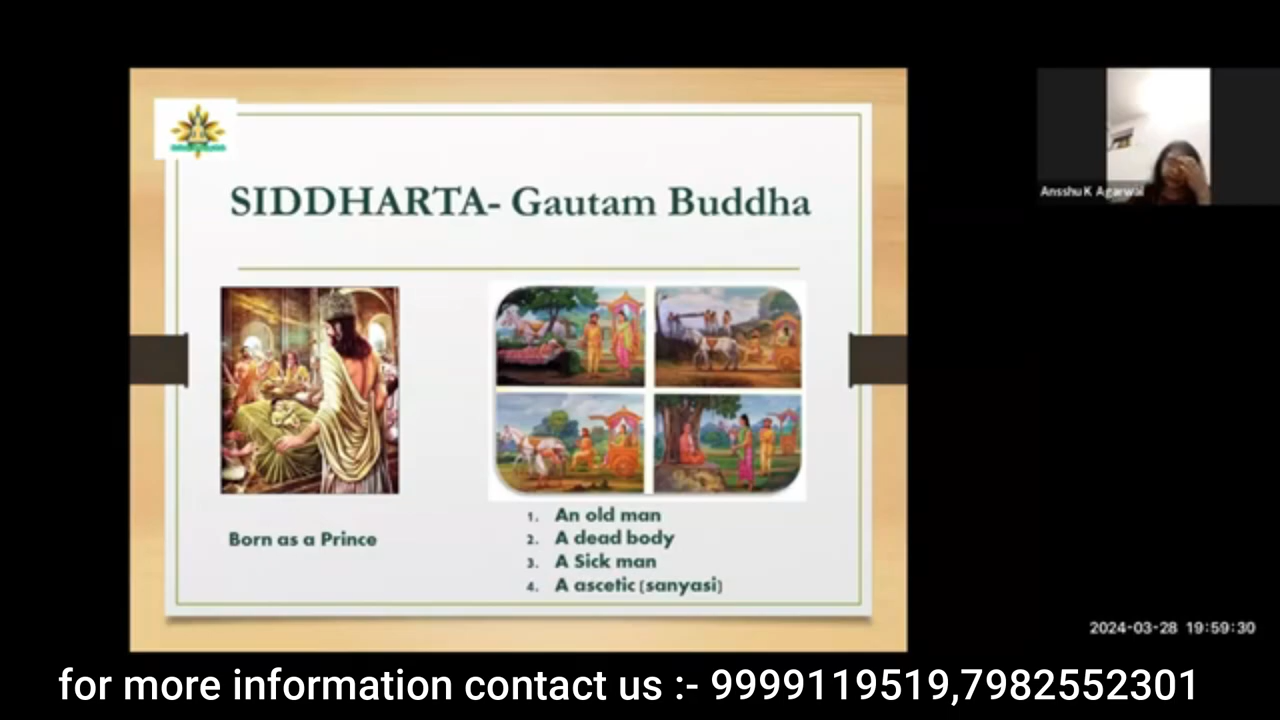 SIDDHARTA- Gautam Buddha
Born as a Prince
1. An old man
2. A dead body
3. A Sick man
4. A ascetic (sanyasi)
Ansshu K Agarwal
2024-03-28 19:59:30
for more information contact us :- 9999119519,7982552301